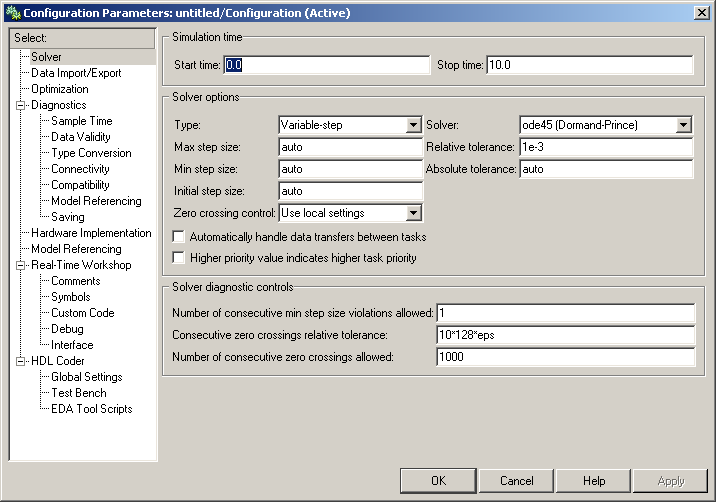 Configuration Parameters: untitled/Configuration (Active)
Select:
Solver
Data Import/Export
Optimization
Diagnostics
Sample Time
Data Validity
Type Conversion
Connectivity
Compatibility
Model Referencing
Saving
Hardware Implementation
Model Referencing
Real-Time Workshop
Comments
Symbols
Custom Code
Debug
Interface
HDL Coder
Global Settings
Test Bench
EDA Tool Scripts
Simulation time
Start time: 0.0 Stop time: 10.0
Solver options
Type: Variable-step Solver: ode45 (Dormand-Prince)
Max step size: auto Relative tolerance: 1e-3
Min step size: auto Absolute tolerance: auto
Initial step size: auto
Zero crossing control: Use local settings
Automatically handle data transfers between tasks
Higher priority value indicates higher task priority
Solver diagnostic controls
Number of consecutive min step size violations allowed: 1
Consecutive zero crossings relative tolerance: 10*128*eps
Number of consecutive zero crossings allowed: 1000
OK Cancel Help Apply